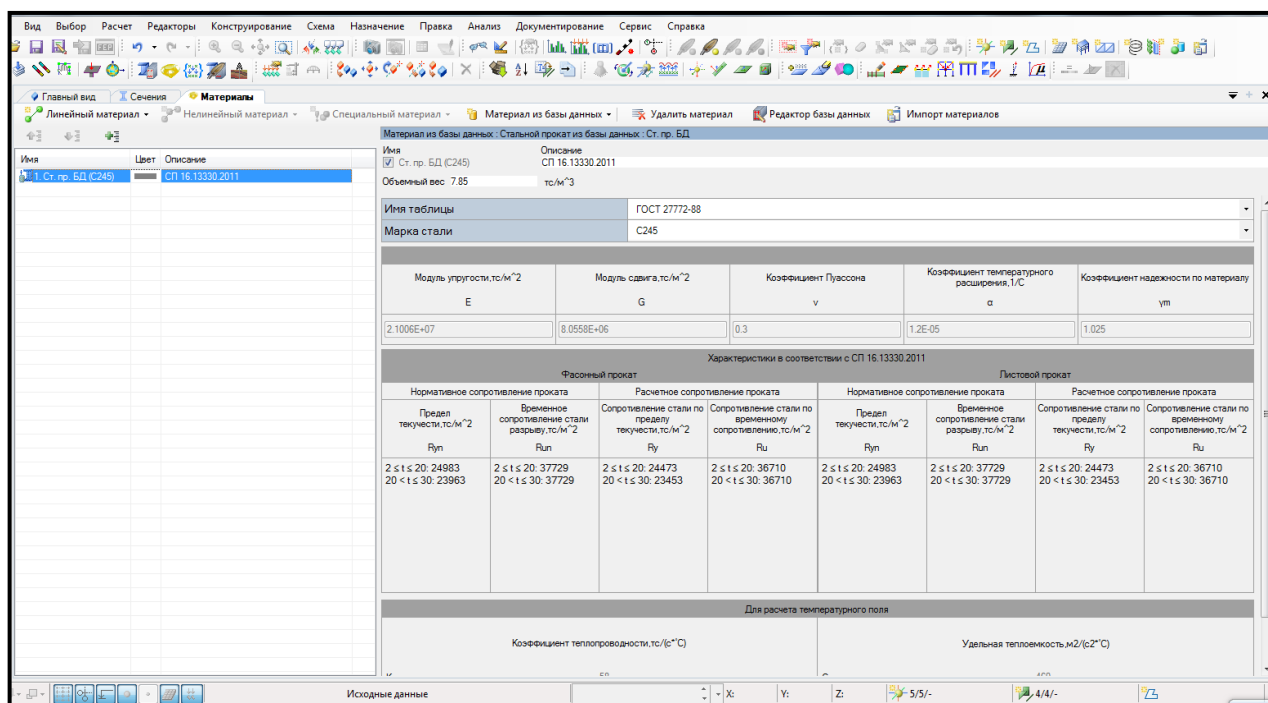 Вид Выбор Расчет Редакторы Конструирование Схема Назначение Правка Анализ Документирование Сервис Справка
Главный вид Сечения Материалы
Линейный материал Нелинейный материал Специальный материал Материал из базы данных Удалить материал Редактор базы данных Импорт материалов
Материал из базы данных : Стальной прокат из базы данных : Ст. пр. БД
Имя Цвет Описание
1. Ст. пр. БД (С245) СП 16.13330.2011
Имя Описание
Ст. пр. БД (С245) СП 16.13330.2011
Объемный вес 7.85 тс/м^3
Имя таблицы ГОСТ 27772-88
Марка стали С245
Модуль упругости,тс/м^2 Модуль сдвига,тс/м^2 Коэффициент Пуассона Коэффициент температурного расширения,1/С Коэффициент надежности по материалу
E G ν α γm
2.1006E+07 8.0558E+06 0.3 1.2E-05 1.025
Характеристики в соответствии с СП 16.13330.2011
Фасонный прокат Листовой прокат
Нормативное сопротивление проката Расчетное сопротивление проката Нормативное сопротивление проката Расчетное сопротивление проката
Предел текучести,тс/м^2 Временное сопротивление стали разрыву,тс/м^2 Сопротивление стали по пределу текучести,тс/м^2 Сопротивление стали по временному сопротивлению,тс/м^2 Предел текучести,тс/м^2 Временное сопротивление стали разрыву,тс/м^2 Сопротивление стали по пределу текучести,тс/м^2 Сопротивление стали по временному сопротивлению,тс/м^2
Ryn Run Ry Ru Ryn Run Ry Ru
2 ≤ t ≤ 20: 24983 2 ≤ t ≤ 20: 37729 2 ≤ t ≤ 20: 24473 2 ≤ t ≤ 20: 36710 2 ≤ t ≤ 20: 24983 2 ≤ t ≤ 20: 37729 2 ≤ t ≤ 20: 24473 2 ≤ t ≤ 20: 36710
20 < t ≤ 30: 23963 20 < t ≤ 30: 37729 20 < t ≤ 30: 23453 20 < t ≤ 30: 36710 20 < t ≤ 30: 23963 20 < t ≤ 30: 37729 20 < t ≤ 30: 23453 20 < t ≤ 30: 36710
Для расчета температурного поля
Коэффициент теплопроводности,тс/(с*°С) Удельная теплоемкость,м2/(с2*°С)
Исходные данные X: Y: Z: 5/5/- 4/4/-